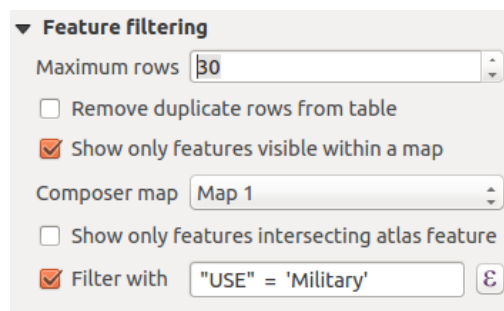 Feature filtering
Maximum rows 30
Remove duplicate rows from table
Show only features visible within a map
Composer map Map 1
Show only features intersecting atlas feature
Filter with "USE" = 'Military' ε